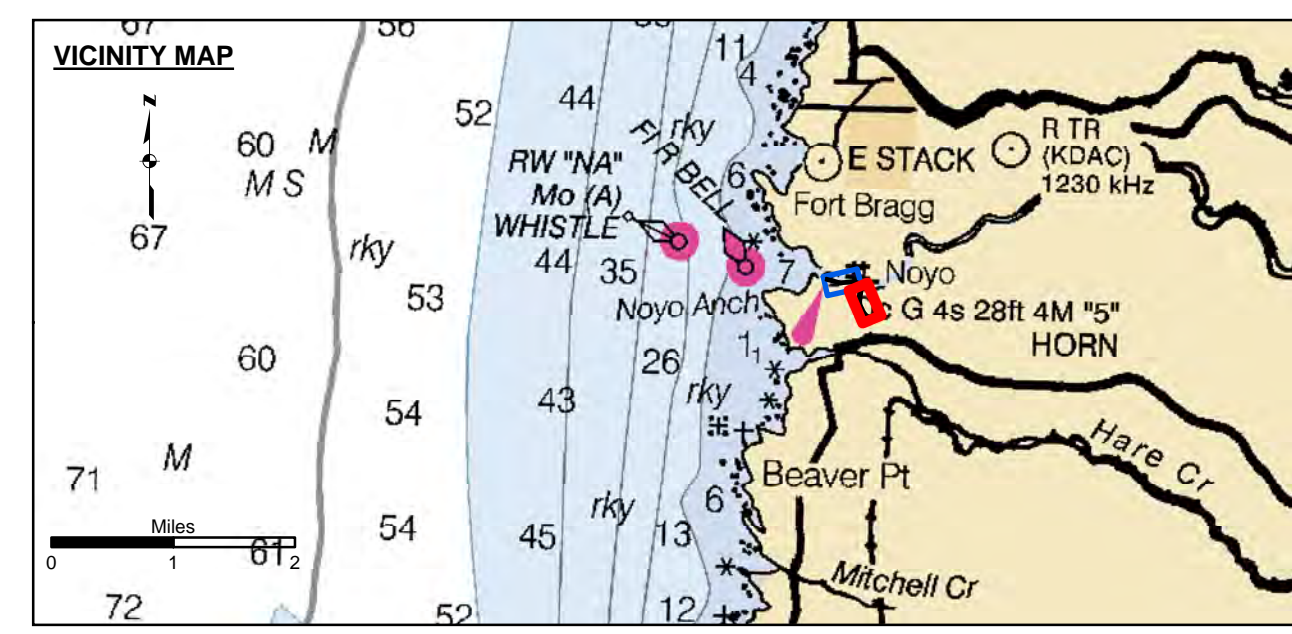 VICINITY MAP
67
56
11
4
N
44
52
rky
60 M
M S
RW "NA"
Mo (A)
WHISTLE
BELL
6
E STACK
R TR
(KDAC)
1230 kHz
Fort Bragg
67
rky
44
35
7
Noyo
53
Noyo Anch
G 4s 28ft 4M "5"
HORN
1 1
60
26
rky
54
43
Hare Cr
71
M
Beaver Pt
6
rky
Miles
54
45
13
61
0 1 2
Mitchell Cr
72
52
12